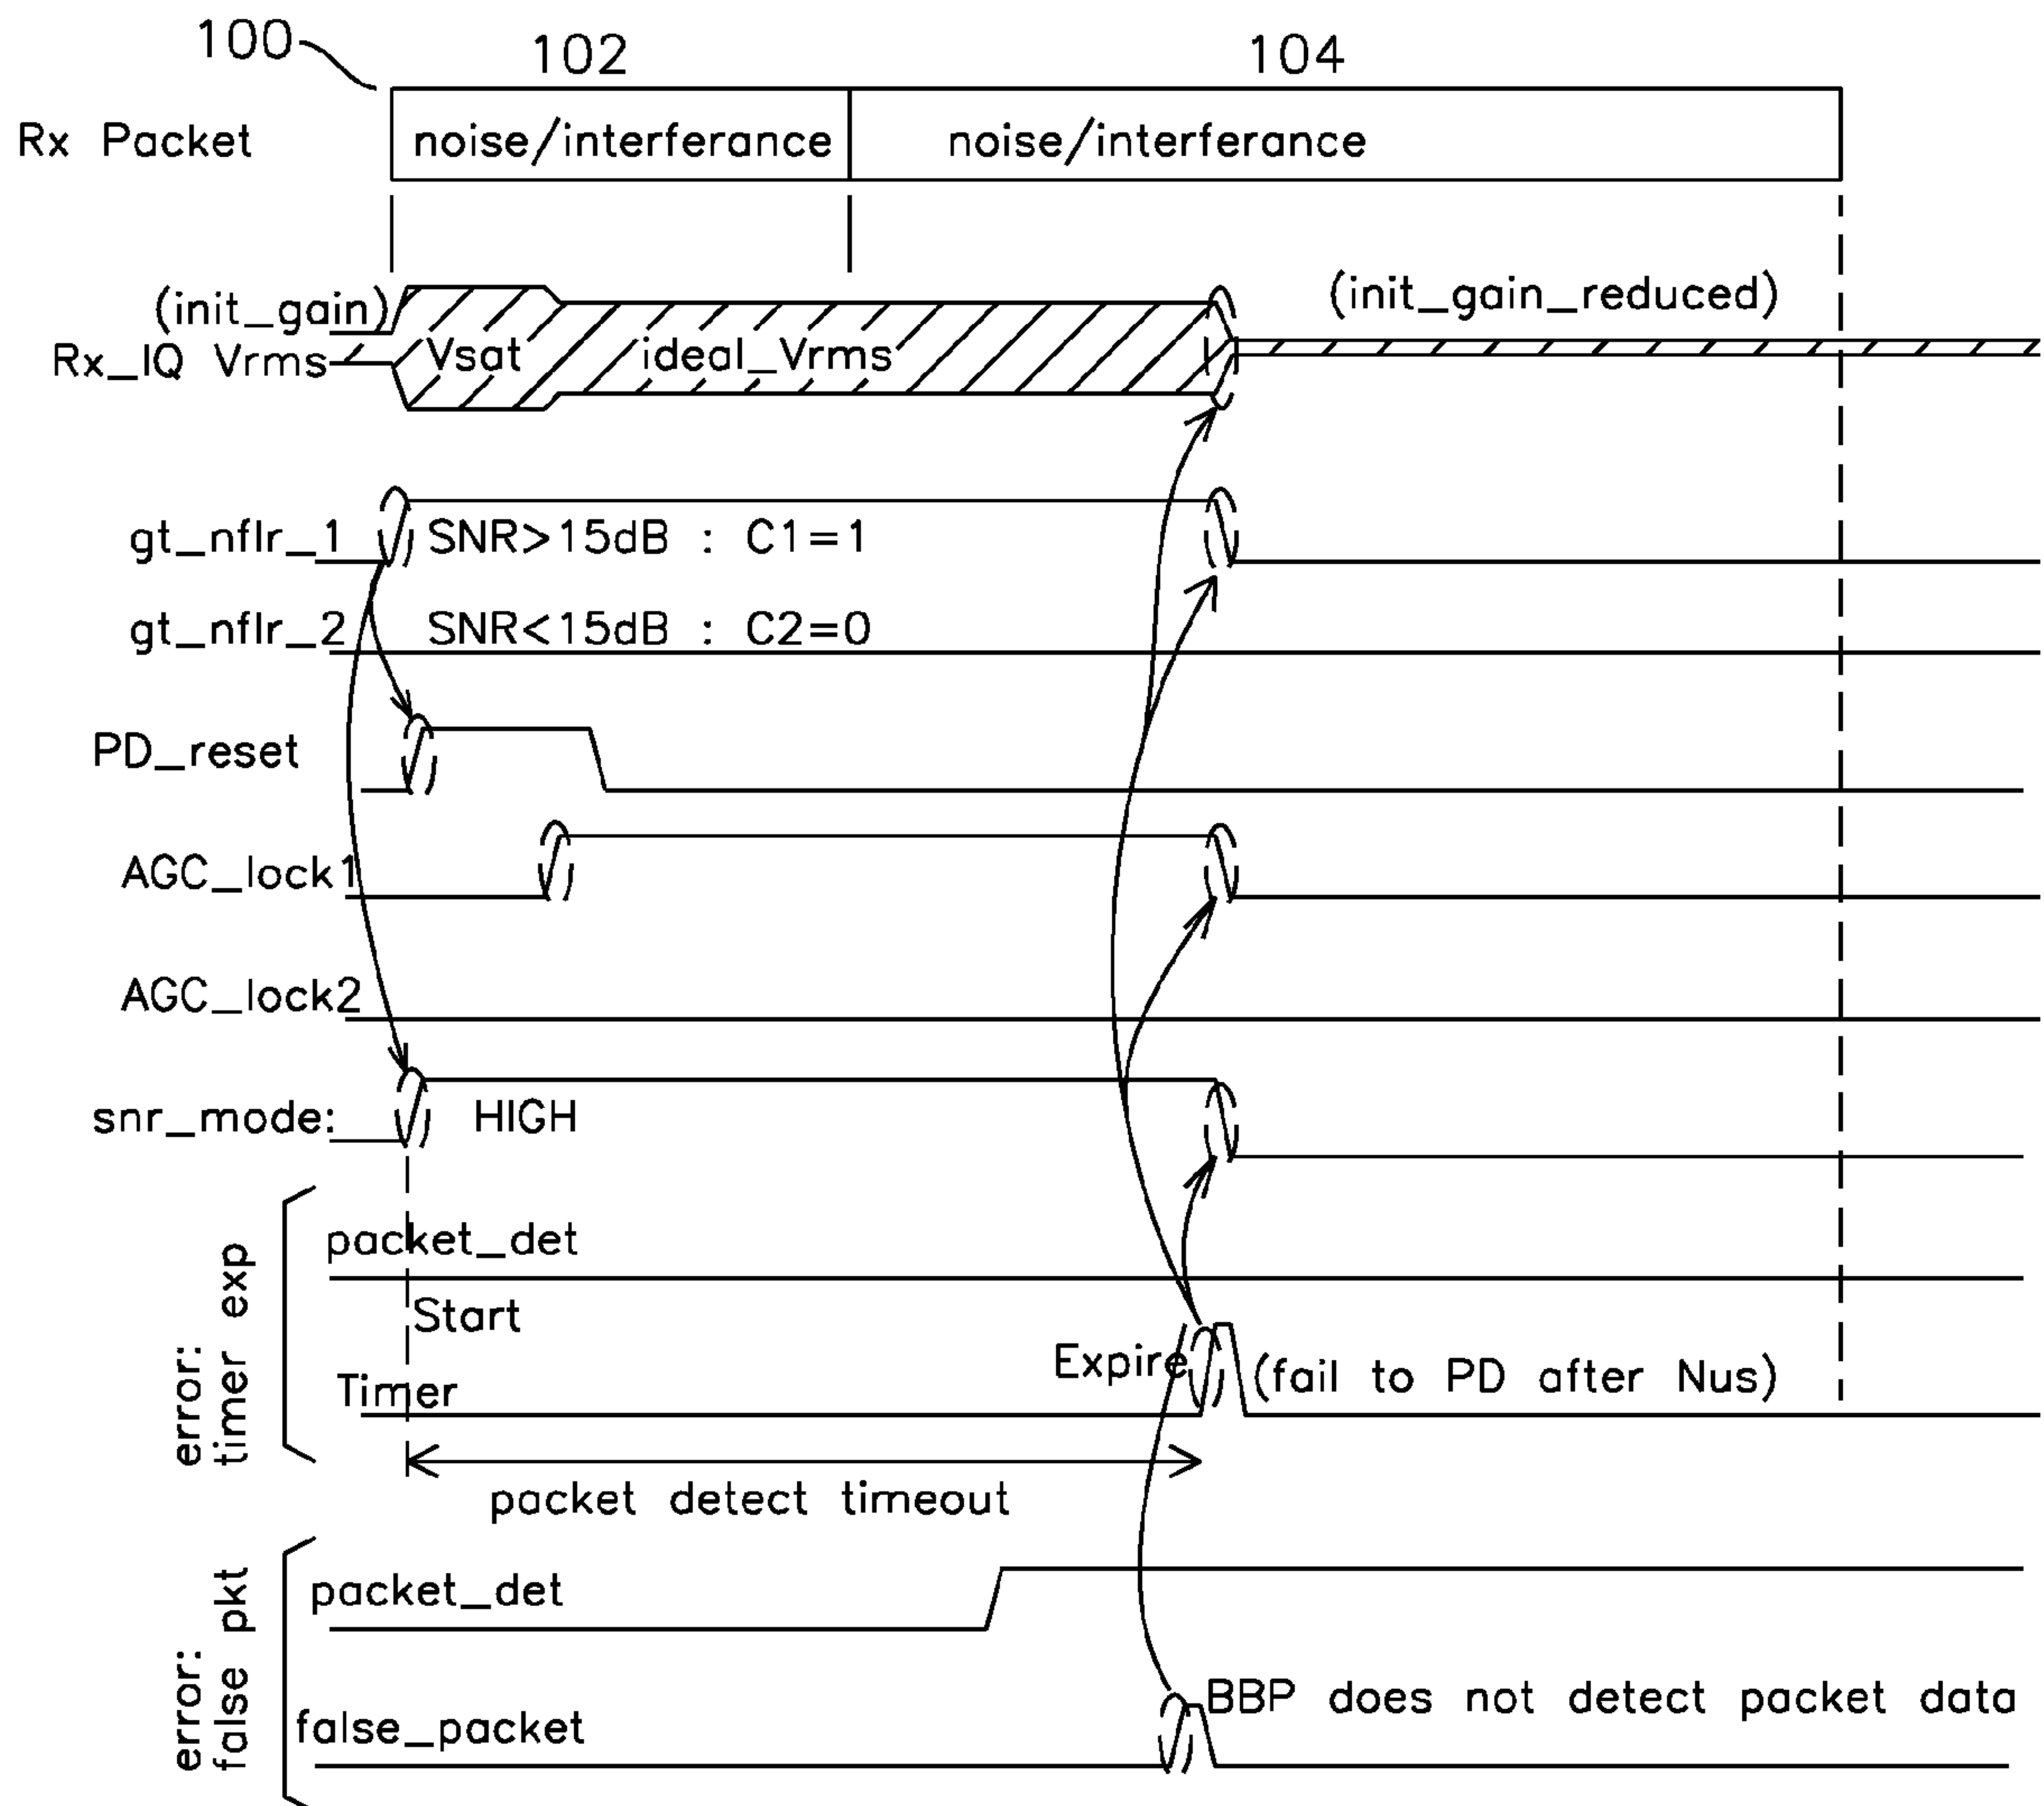 100
102
104
Rx Packet
noise/interferance
noise/interferance
(init_gain)
(init_gain_reduced)
Rx_IQ Vrms
Vsat
ideal_Vrms
gt_nflr_1
SNR>15dB : C1=1
gt_nflr_2
SNR<15dB : C2=0
PD_reset
AGC_lock1
AGC_lock2
snr_mode:
HIGH
error:
timer exp
packet_det
Start
Timer
Expire
(fail to PD after Nus)
packet detect timeout
error:
false pkt
packet_det
false_packet
BBP does not detect packet data